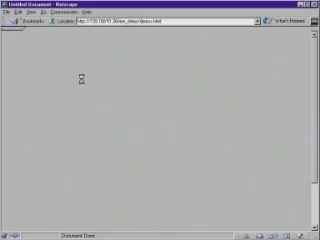 Untitled Document - Netscape
File Edit View Go Communicator Help
Bookmarks Location: What's Related
Document: Done